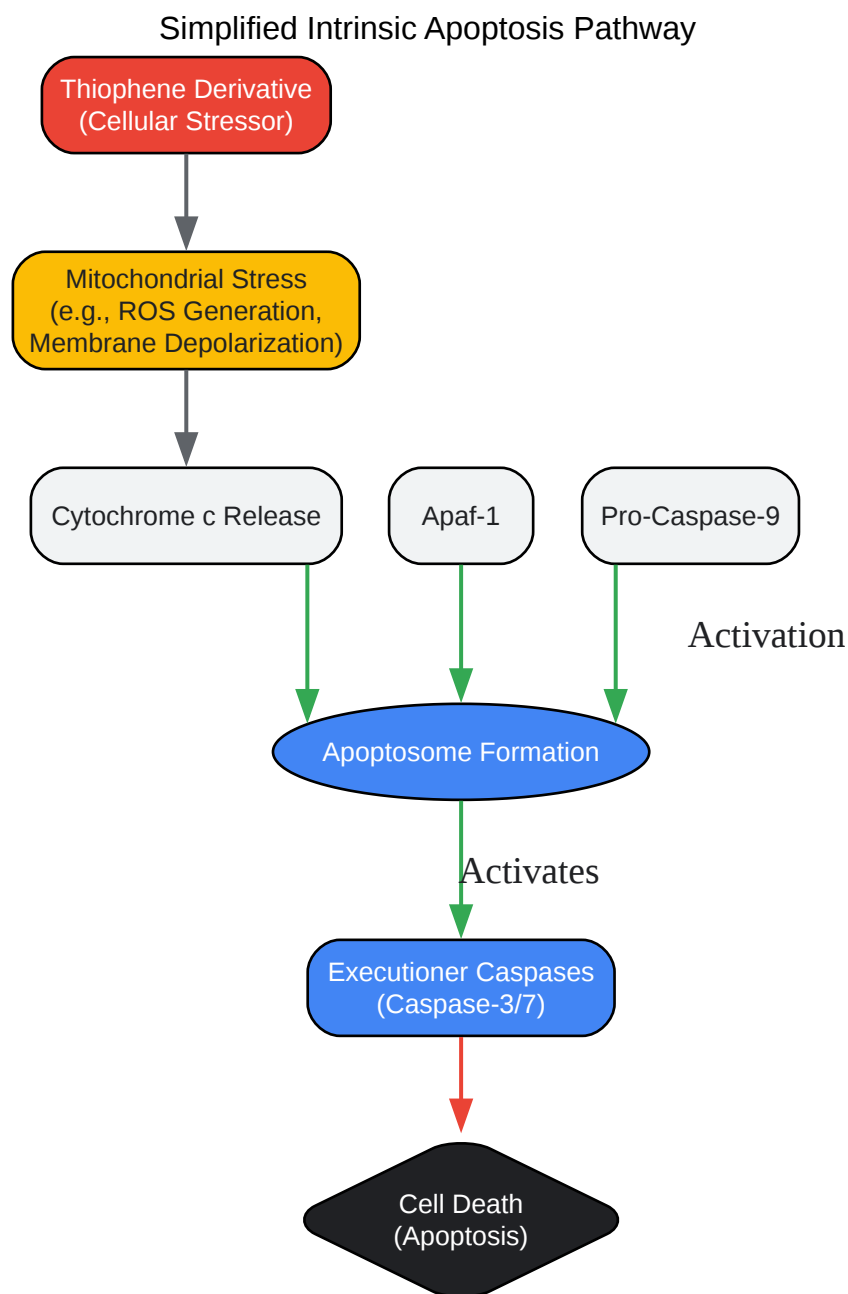 Simplified Intrinsic Apoptosis Pathway
Thiophene Derivative
(Cellular Stressor)
Mitochondrial Stress
(e.g., ROS Generation,
Membrane Depolarization)
Cytochrome c Release
Apaf-1
Pro-Caspase-9
Activation
Apoptosome Formation
Activates
Executioner Caspases
(Caspase-3/7)
Cell Death
(Apoptosis)